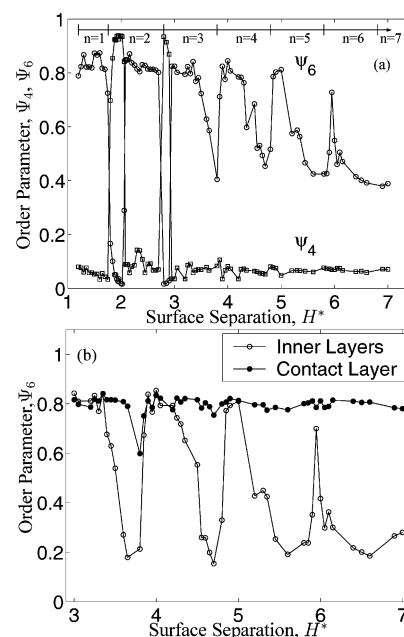 n=1 n=2 n=3 n=4 n=5 n=6 n=7
(a)
Order Parameter, Ψ4, Ψ6
1 0.8 0.6 0.4 0.2 0
Ψ6
Ψ4
1 2 3 4 5 6 7
Surface Separation, H*
(b)
Inner Layers
Contact Layer
Order Parameter, Ψ6
1 0.8 0.6 0.4 0.2 0
3 4 5 6 7
Surface Separation, H*